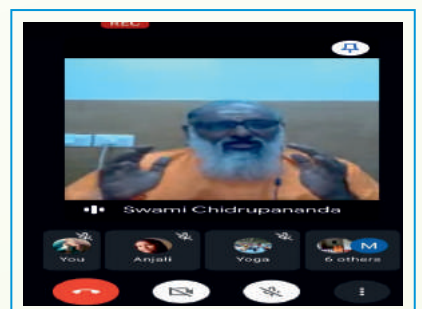 REC
Swami Chidrupananda
You
Anjali
Yoga
M
6 others